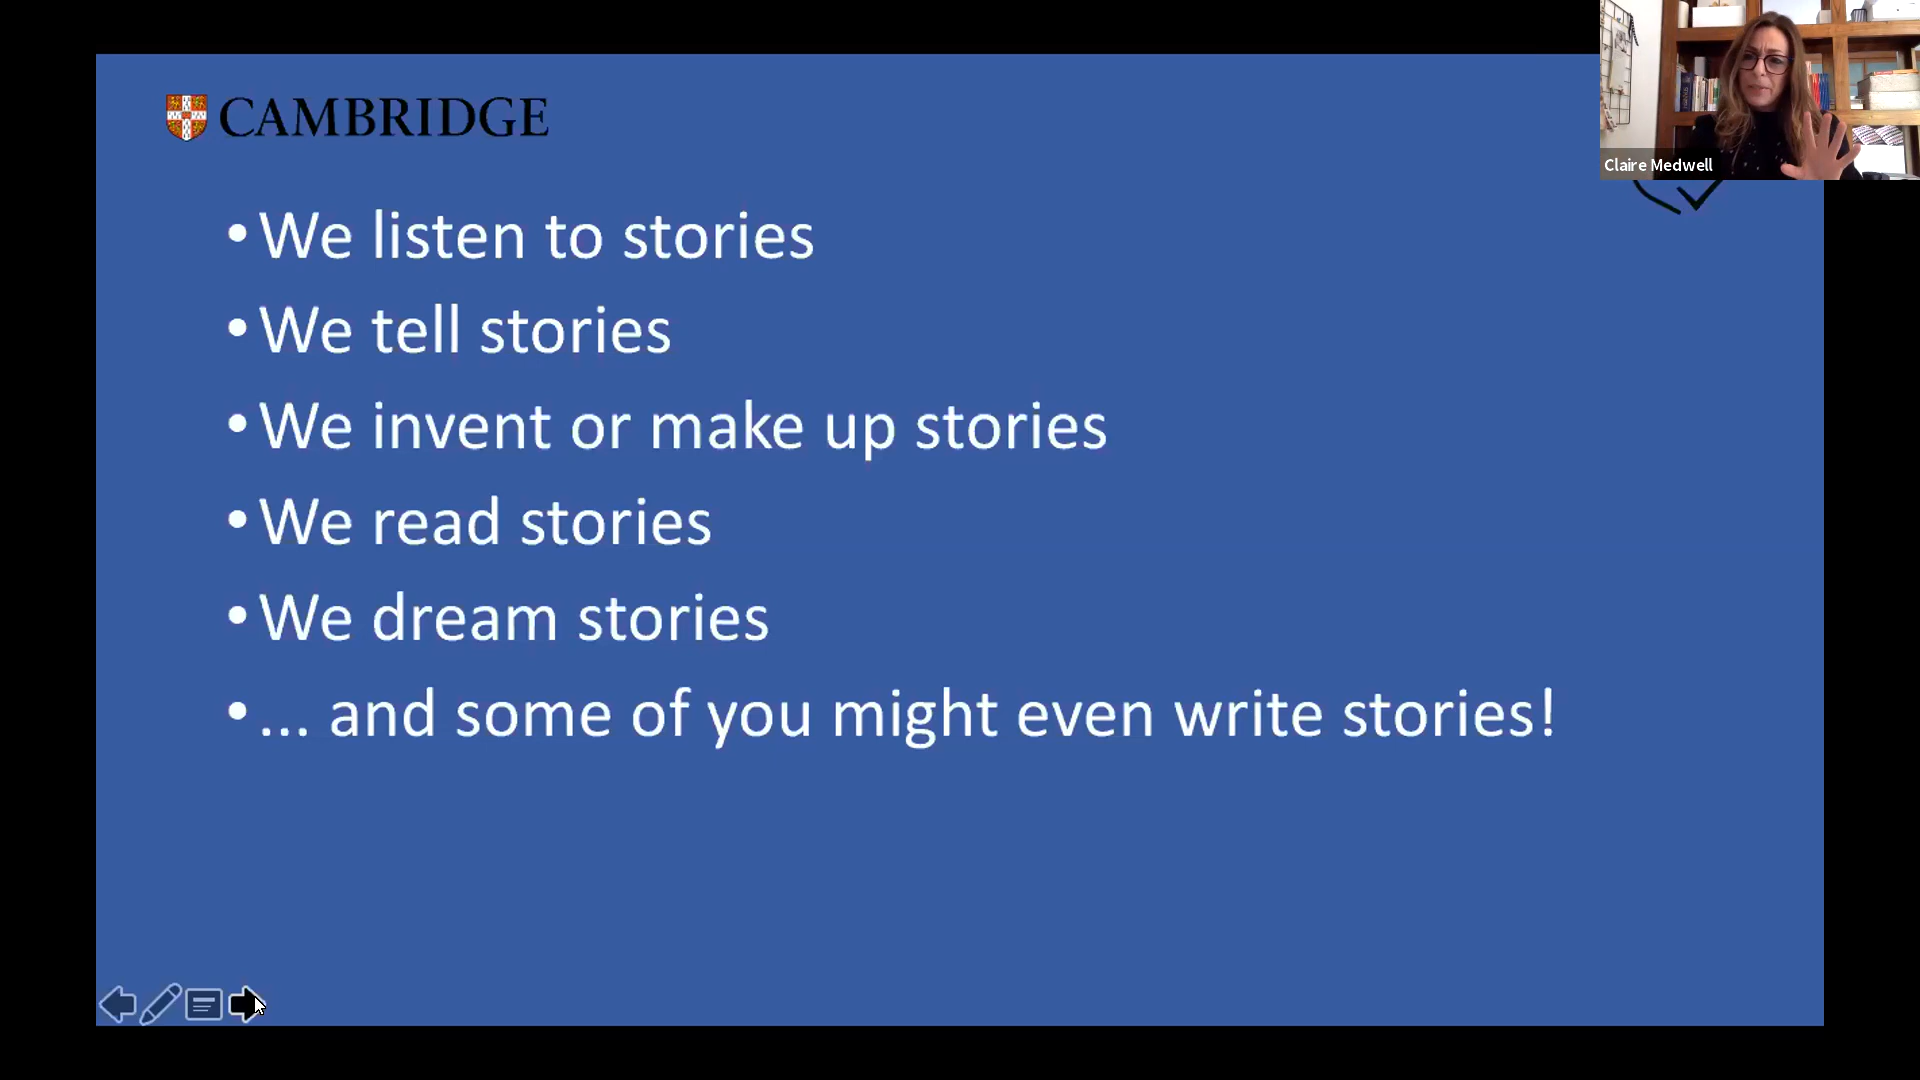 CAMBRIDGE
Claire Medwell
• We listen to stories
• We tell stories
• We invent or make up stories
• We read stories
• We dream stories
• ... and some of you might even write stories!